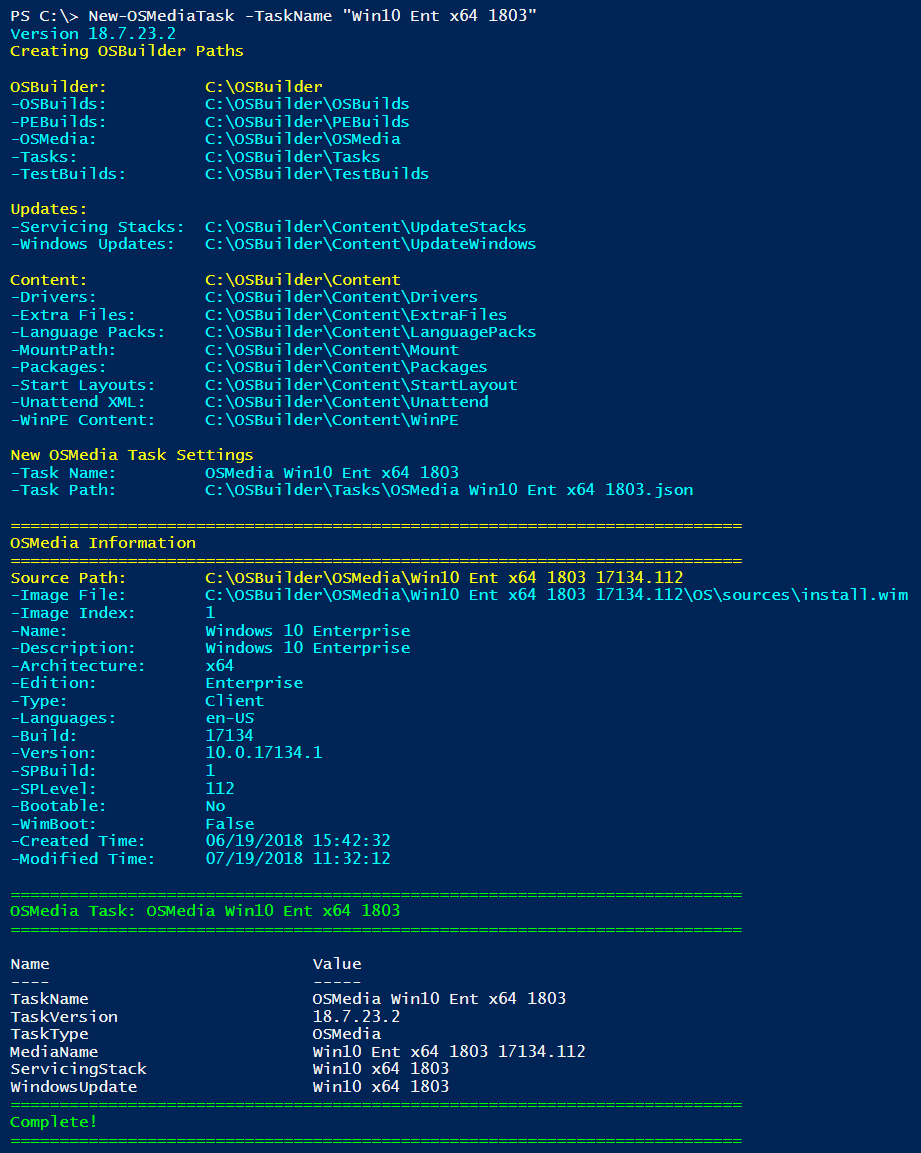 PS C:\> New-OSMediaTask -TaskName "Win10 Ent x64 1803"
Version 18.7.23.2
Creating OSBuilder Paths
OSBuilder: C:\OSBuilder
-OSBuilds: C:\OSBuilder\OSBuilds
-PEBuilds: C:\OSBuilder\PEBuilds
-OSMedia: C:\OSBuilder\OSMedia
-Tasks: C:\OSBuilder\Tasks
-TestBuilds: C:\OSBuilder\TestBuilds
Updates:
-Servicing Stacks: C:\OSBuilder\Content\UpdateStacks
-Windows Updates: C:\OSBuilder\Content\UpdateWindows
Content: C:\OSBuilder\Content
-Drivers: C:\OSBuilder\Content\Drivers
-Extra Files: C:\OSBuilder\Content\ExtraFiles
-Language Packs: C:\OSBuilder\Content\LanguagePacks
-MountPath: C:\OSBuilder\Content\Mount
-Packages: C:\OSBuilder\Content\Packages
-Start Layouts: C:\OSBuilder\Content\StartLayout
-Unattend XML: C:\OSBuilder\Content\Unattend
-WinPE Content: C:\OSBuilder\Content\WinPE
New OSMedia Task Settings
-Task Name: OSMedia Win10 Ent x64 1803
-Task Path: C:\OSBuilder\Tasks\OSMedia Win10 Ent x64 1803.json
===========================================================================
OSMedia Information
===========================================================================
Source Path: C:\OSBuilder\OSMedia\Win10 Ent x64 1803 17134.112
-Image File: C:\OSBuilder\OSMedia\Win10 Ent x64 1803 17134.112\OS\sources\install.wim
-Image Index: 1
-Name: Windows 10 Enterprise
-Description: Windows 10 Enterprise
-Architecture: x64
-Edition: Enterprise
-Type: Client
-Languages: en-US
-Build: 17134
-Version: 10.0.17134.1
-SPBuild: 1
-SPLevel: 112
-Bootable: No
-WimBoot: False
-Created Time: 06/19/2018 15:42:32
-Modified Time: 07/19/2018 11:32:12
===========================================================================
OSMedia Task: OSMedia Win10 Ent x64 1803
===========================================================================
Name Value
---- -----
TaskName OSMedia Win10 Ent x64 1803
TaskVersion 18.7.23.2
TaskType OSMedia
MediaName Win10 Ent x64 1803 17134.112
ServicingStack Win10 x64 1803
WindowsUpdate Win10 x64 1803
===========================================================================
Complete!
===========================================================================